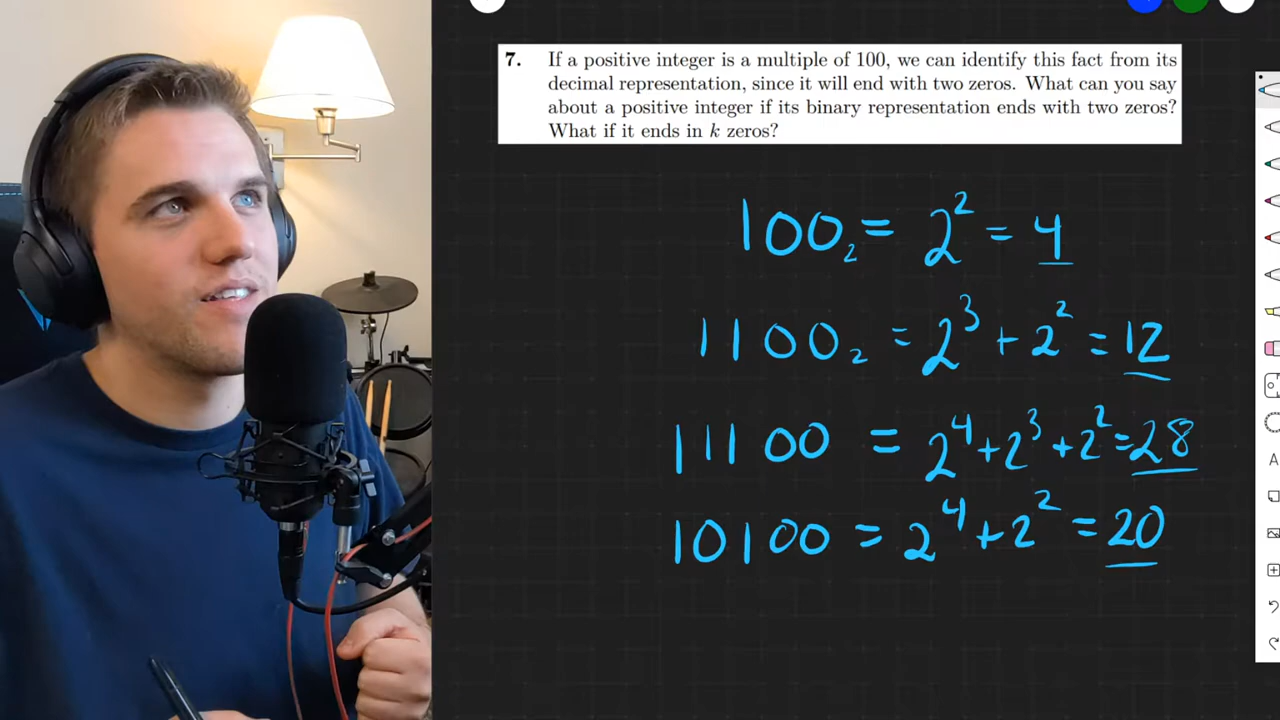 7. If a positive integer is a multiple of 100, we can identify this fact from its
decimal representation, since it will end with two zeros. What can you say
about a positive integer if its binary representation ends with two zeros?
What if it ends in k zeros?
100₂ = 2² = 4
1100₂ = 2³ + 2² = 12
11100 = 2⁴ + 2³ + 2² = 28
10100 = 2⁴ + 2² = 20
A